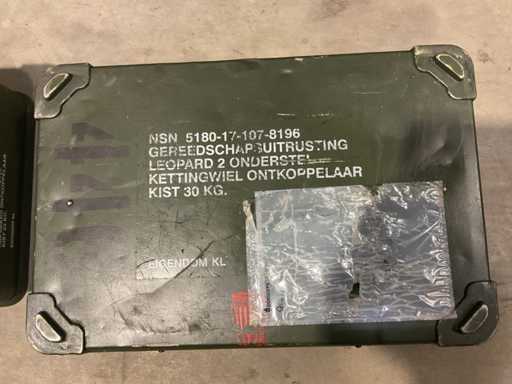 NSN 5180-17-107-8196
GEREEDSCHAPSUITRUSTING
LEOPARD 2 ONDERSTEL
KETTINGWIEL ONTKOPPELAAR
KIST 30 KG.
EIGENDOM KL